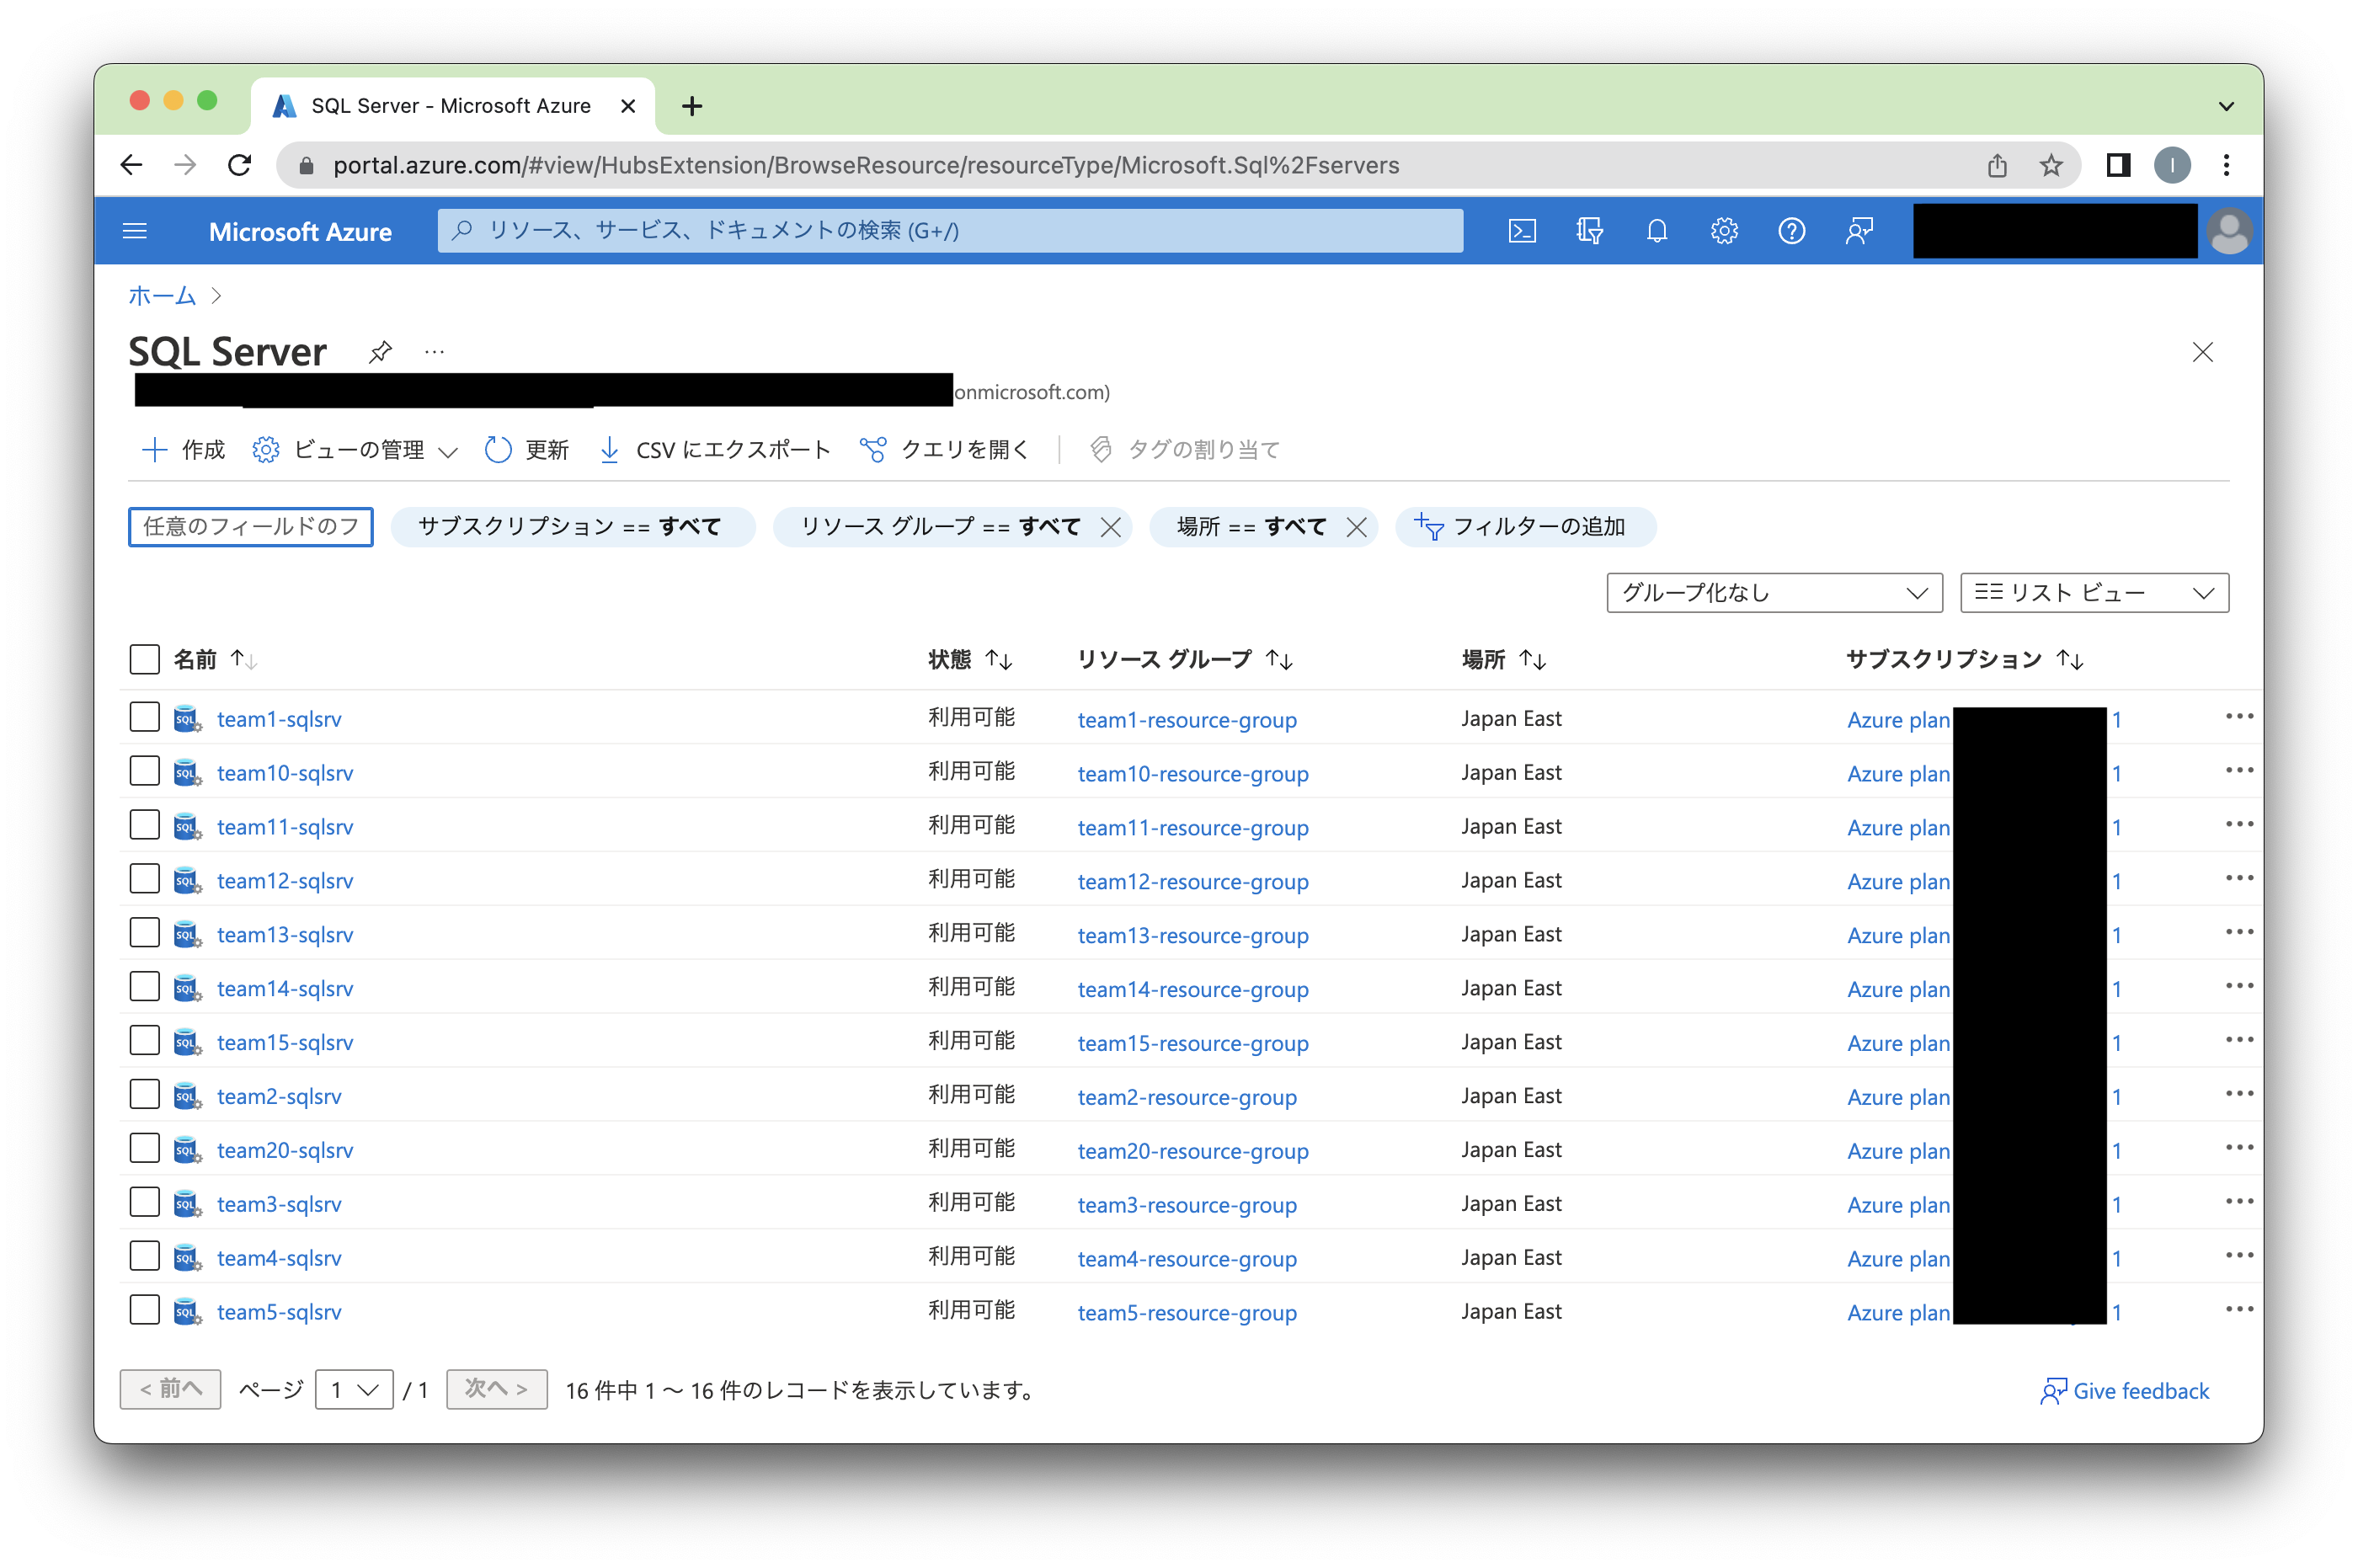 SQL Server - Microsoft Azure
portal.azure.com/#view/HubsExtension/BrowseResource/resourceType/Microsoft.Sql%2Fservers
I
Microsoft Azure
リソース、サービス、ドキュメントの検索 (G+/)
ホーム >
SQL Server
onmicrosoft.com)
作成 ビューの管理 更新 CSV にエクスポート クエリを開く タグの割り当て
任意のフィールドのフ サブスクリプション == すべて リソース グループ == すべて 場所 == すべて フィルターの追加
グループ化なし リスト ビュー
名前 状態 リソース グループ 場所 サブスクリプション
SQL team1-sqlsrv 利用可能 team1-resource-group Japan East Azure plan 1
SQL team10-sqlsrv 利用可能 team10-resource-group Japan East Azure plan 1
SQL team11-sqlsrv 利用可能 team11-resource-group Japan East Azure plan 1
SQL team12-sqlsrv 利用可能 team12-resource-group Japan East Azure plan 1
SQL team13-sqlsrv 利用可能 team13-resource-group Japan East Azure plan 1
SQL team14-sqlsrv 利用可能 team14-resource-group Japan East Azure plan 1
SQL team15-sqlsrv 利用可能 team15-resource-group Japan East Azure plan 1
SQL team2-sqlsrv 利用可能 team2-resource-group Japan East Azure plan 1
SQL team20-sqlsrv 利用可能 team20-resource-group Japan East Azure plan 1
SQL team3-sqlsrv 利用可能 team3-resource-group Japan East Azure plan 1
SQL team4-sqlsrv 利用可能 team4-resource-group Japan East Azure plan 1
SQL team5-sqlsrv 利用可能 team5-resource-group Japan East Azure plan 1
< 前へ ページ 1 / 1 次へ > 16 件中 1 ～ 16 件のレコードを表示しています。 Give feedback